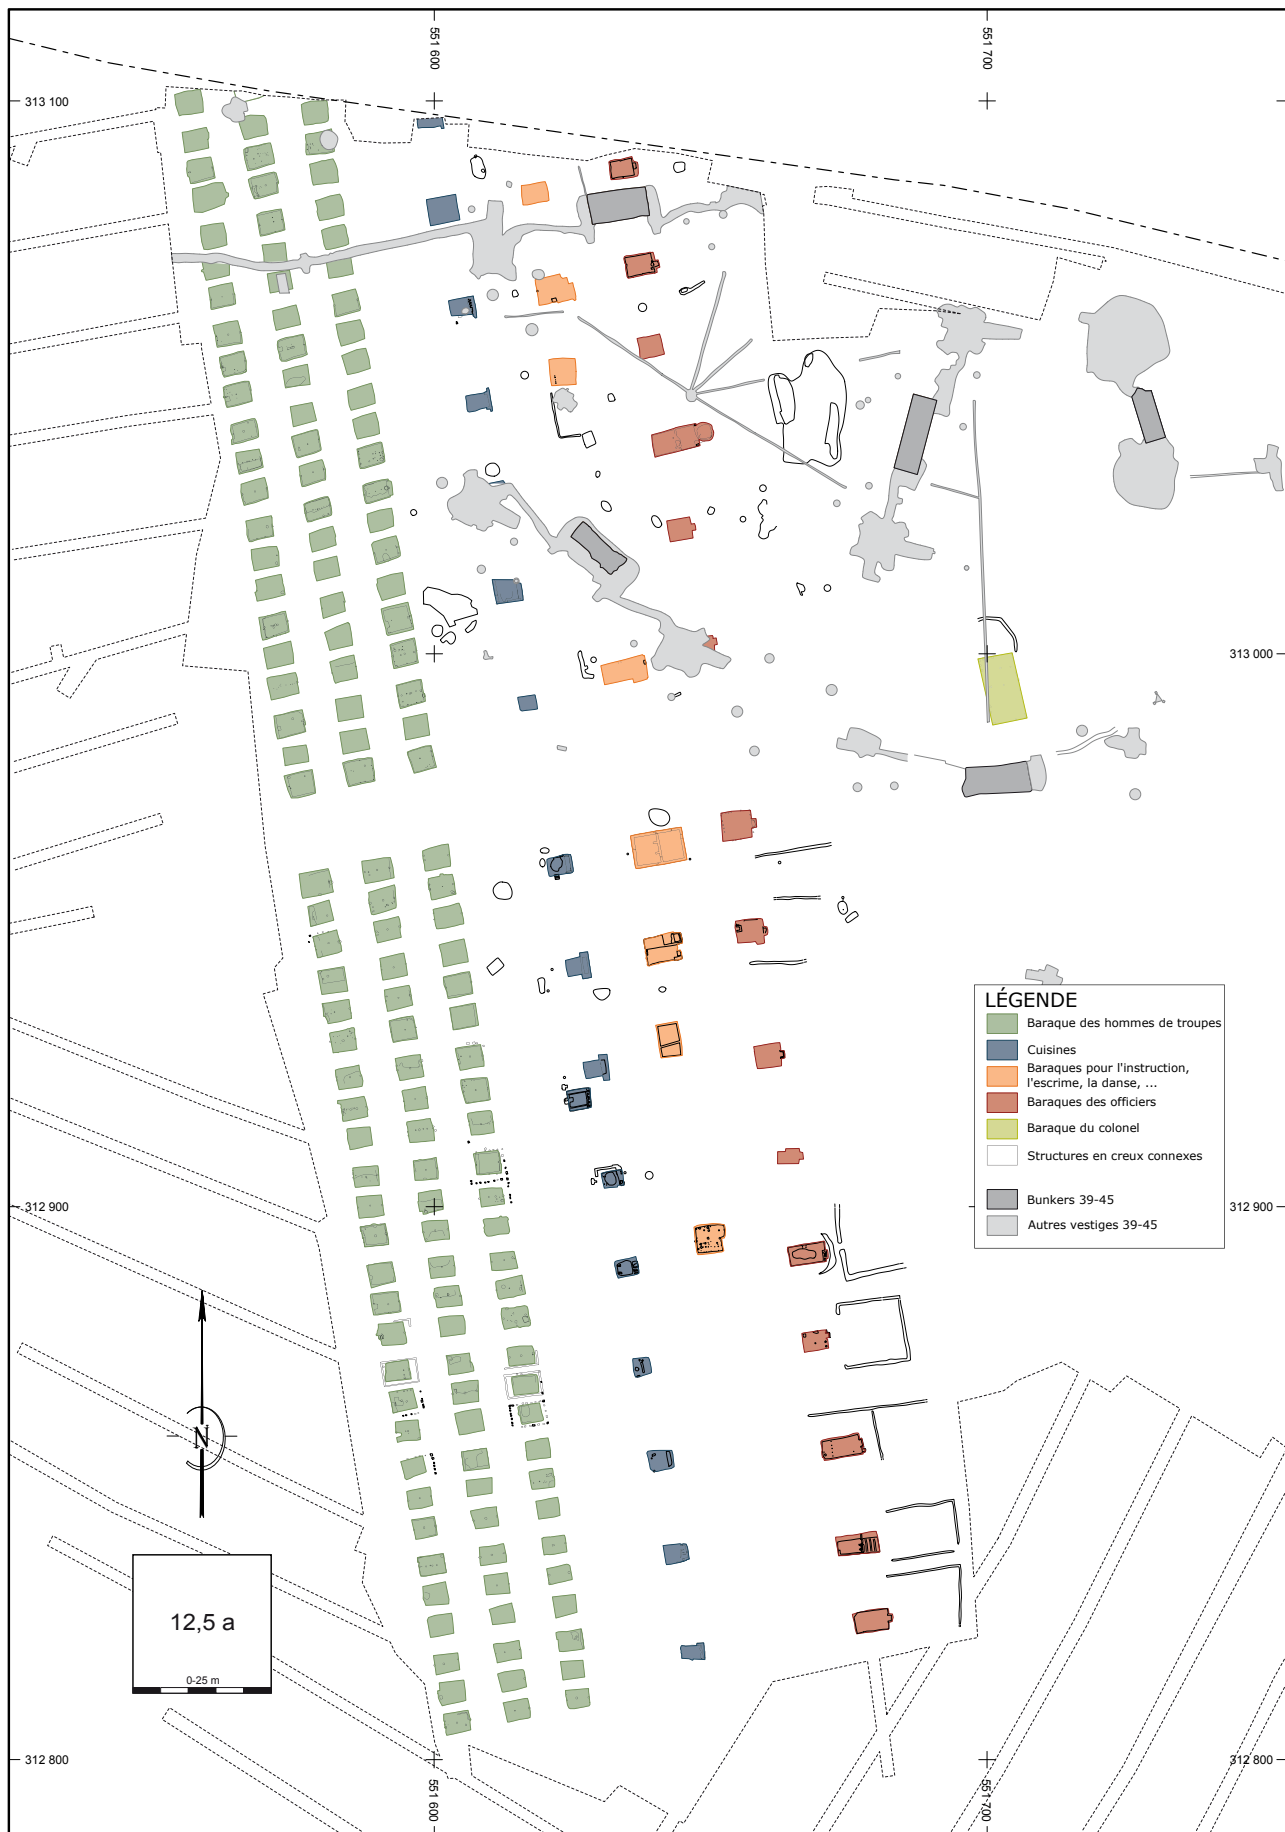 551 600
551 700
313 100
313 000
LÉGENDE
Baraque des hommes de troupes
Cuisines
Baraques pour l'instruction,
l'escrime, la danse, ...
Baraques des officiers
Baraque du colonel
Structures en creux connexes
Bunkers 39-45
Autres vestiges 39-45
312 900
312 900
N
12,5 a
0-25 m
312 800
312 800
551 600
551 700